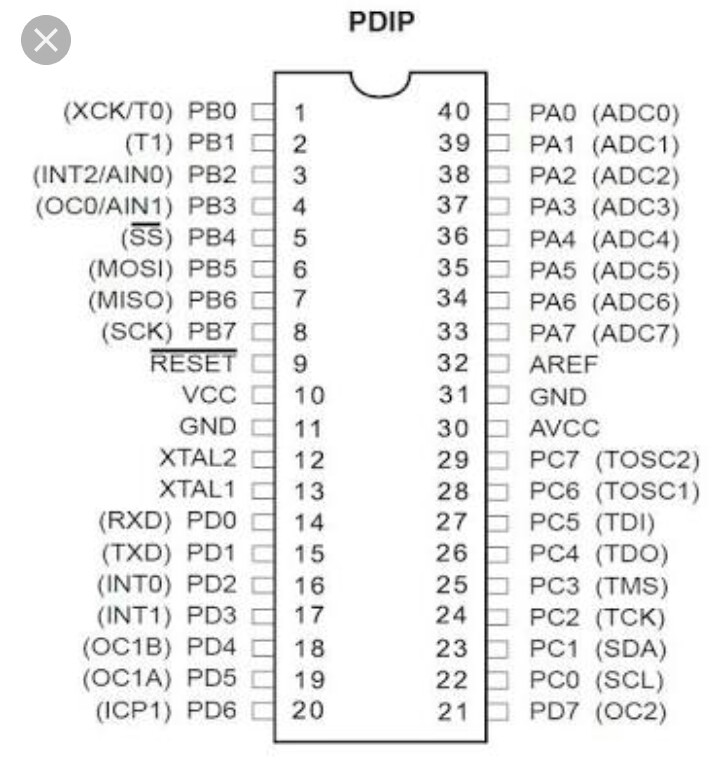 PDIP
(XCK/T0) PB0 1 40 PA0 (ADC0)
(T1) PB1 2 39 PA1 (ADC1)
(INT2/AIN0) PB2 3 38 PA2 (ADC2)
(OC0/AIN1) PB3 4 37 PA3 (ADC3)
(SS) PB4 5 36 PA4 (ADC4)
(MOSI) PB5 6 35 PA5 (ADC5)
(MISO) PB6 7 34 PA6 (ADC6)
(SCK) PB7 8 33 PA7 (ADC7)
RESET 9 32 AREF
VCC 10 31 GND
GND 11 30 AVCC
XTAL2 12 29 PC7 (TOSC2)
XTAL1 13 28 PC6 (TOSC1)
(RXD) PD0 14 27 PC5 (TDI)
(TXD) PD1 15 26 PC4 (TDO)
(INT0) PD2 16 25 PC3 (TMS)
(INT1) PD3 17 24 PC2 (TCK)
(OC1B) PD4 18 23 PC1 (SDA)
(OC1A) PD5 19 22 PC0 (SCL)
(ICP1) PD6 20 21 PD7 (OC2)